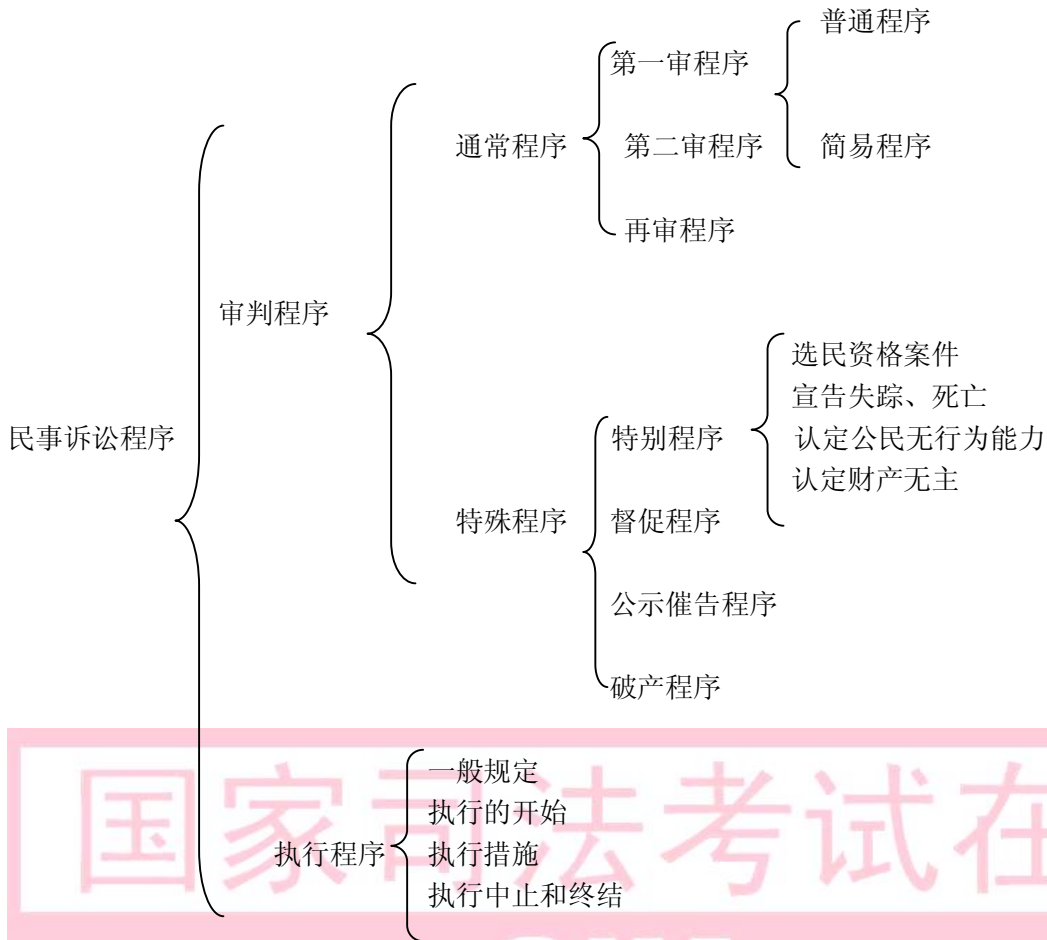 普通程序
第一审程序
通常程序
第二审程序
简易程序
再审程序
审判程序
选民资格案件
宣告失踪、死亡
民事诉讼程序
特别程序
认定公民无行为能力
认定财产无主
特殊程序
督促程序
公示催告程序
破产程序
一般规定
执行的开始
执行程序
执行措施
执行中止和终结
国家司法考试在